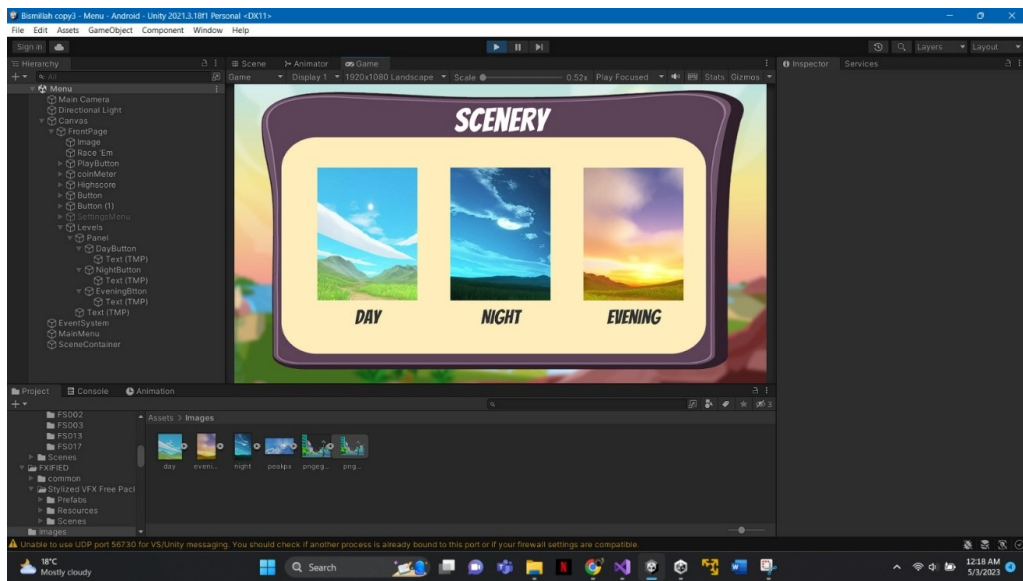 Bismillah copy3 - Menu - Android - Unity 2021.3.18f1 Personal <DX11>
File Edit Assets GameObject Component Window Help
Sign in
Layers Layout
Hierarchy
Scene Animator Game
Inspector Services
All
Game Display 1 1920x1080 Landscape Scale 0.52x Play Focused Stats Gizmos
Menu
Main Camera
Directional Light
Canvas
FrontPage
Image
Race 'Em
PlayButton
coinMeter
Highscore
Button
Button (1)
SettingsMenu
Levels
Panel
DayButton
Text (TMP)
NightButton
Text (TMP)
EveningBtton
Text (TMP)
Text (TMP)
EventSystem
MainMenu
SceneContainer
SCENERY
DAY NIGHT EVENING
Project Console Animation
3
FS002
FS003
FS013
FS017
Scenes
FXIFIED
common
Stylized VFX Free Pacl
Prefabs
Resources
Scenes
Images
Assets > Images
day eveni... night peakpx pngeg... png...
Unable to use UDP port 56730 for VS/Unity messaging. You should check if another process is already bound to this port or if your firewall settings are compatible.
18°C
Mostly cloudy
Search
12:18 AM
5/3/2023